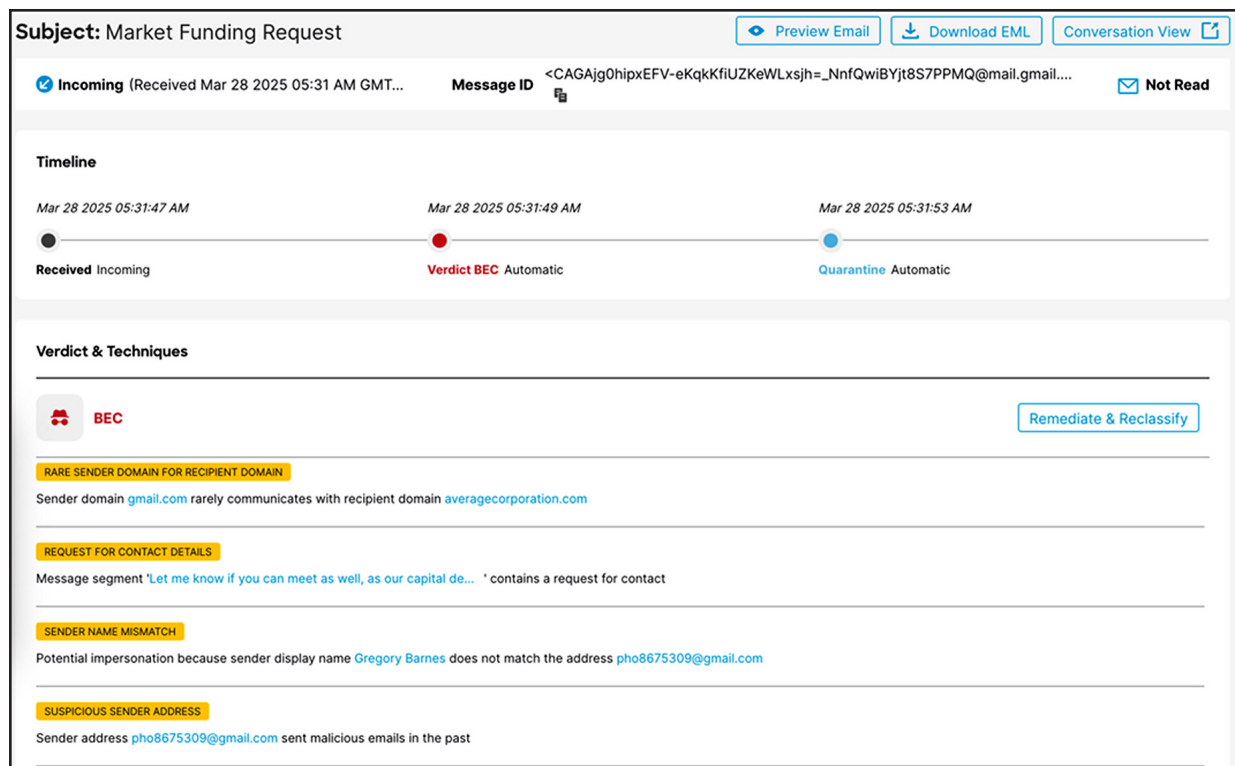 Subject: Market Funding Request
Preview Email
Download EML
Conversation View
Incoming (Received Mar 28 2025 05:31 AM GMT...
Message ID
<CAGAjg0hipxEFV-eKqkKfiUZKeWLxsjh=_NnfQwiBYjt8S7PPMQ@mail.gmail....
Not Read
Timeline
Mar 28 2025 05:31:47 AM
Mar 28 2025 05:31:49 AM
Mar 28 2025 05:31:53 AM
Received Incoming
Verdict BEC Automatic
Quarantine Automatic
Verdict & Techniques
BEC
Remediate & Reclassify
RARE SENDER DOMAIN FOR RECIPIENT DOMAIN
Sender domain gmail.com rarely communicates with recipient domain averagecorporation.com
REQUEST FOR CONTACT DETAILS
Message segment 'Let me know if you can meet as well, as our capital de... ' contains a request for contact
SENDER NAME MISMATCH
Potential impersonation because sender display name Gregory Barnes does not match the address pho8675309@gmail.com
SUSPICIOUS SENDER ADDRESS
Sender address pho8675309@gmail.com sent malicious emails in the past